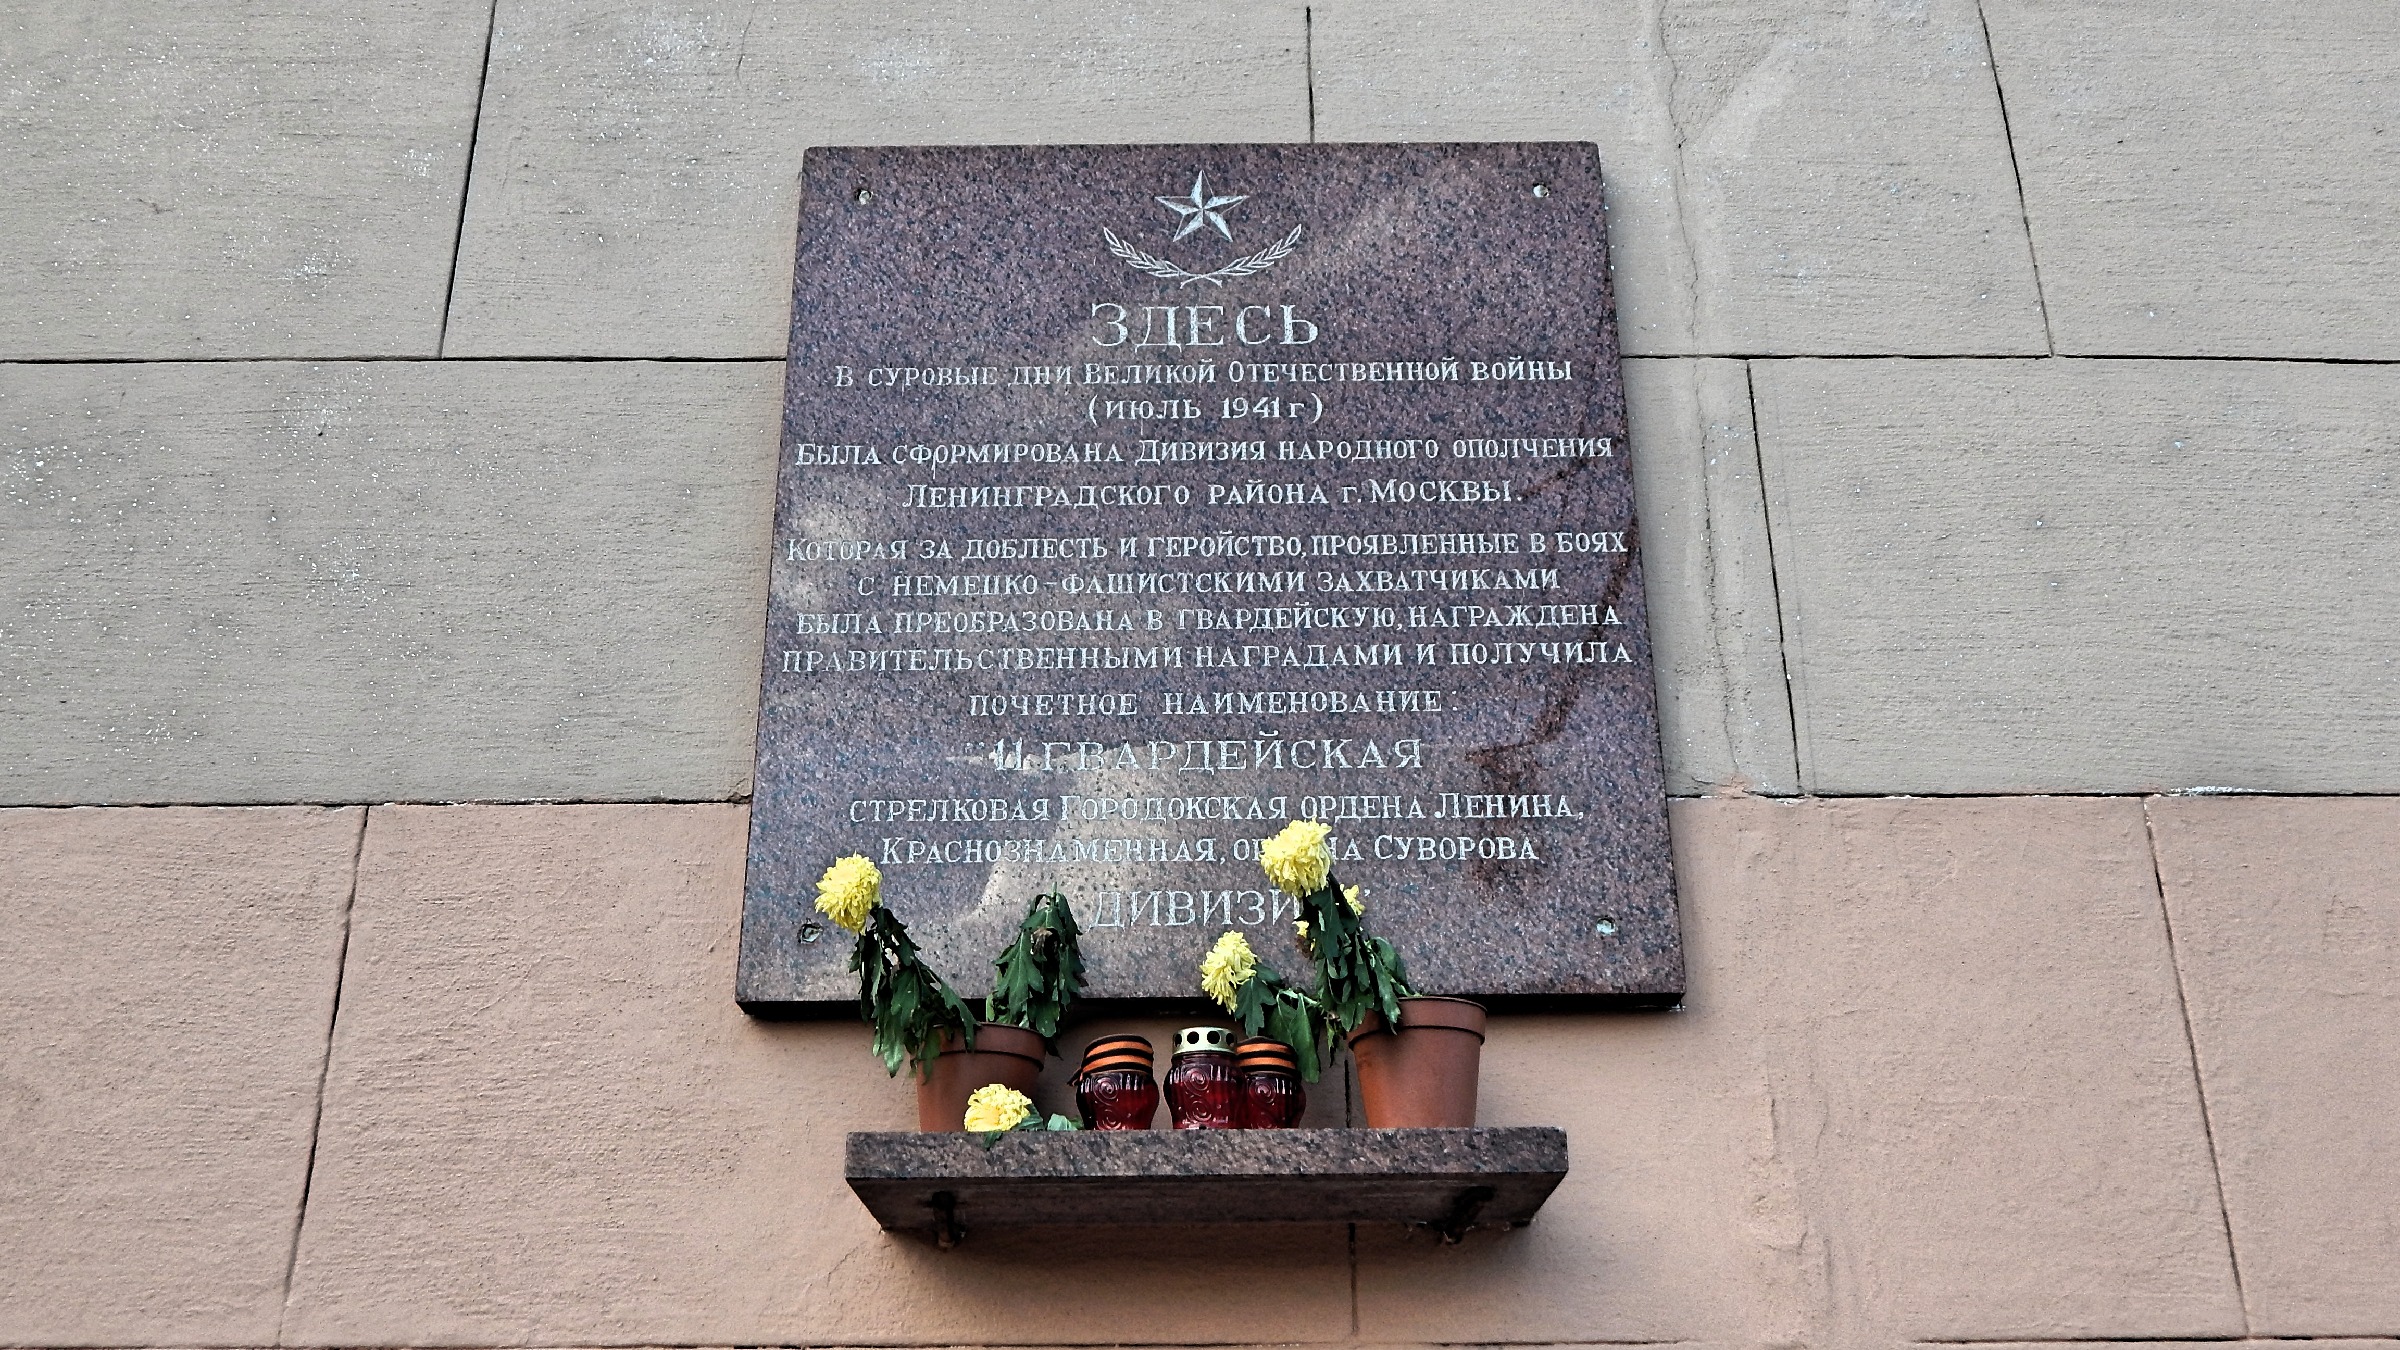 ЗДЕСЬ
В СУРОВЫЕ ДНИ ВЕЛИКОЙ ОТЕЧЕСТВЕННОЙ ВОЙНЫ
(ИЮЛЬ 1941 г)
БЫЛА СФОРМИРОВАНА ДИВИЗИЯ НАРОДНОГО ОПОЛЧЕНИЯ
ЛЕНИНГРАДСКОГО РАЙОНА г. МОСКВЫ.
КОТОРАЯ ЗА ДОБЛЕСТЬ И ГЕРОЙСТВО, ПРОЯВЛЕННЫЕ В БОЯХ
С НЕМЕЦКО-ФАШИСТСКИМИ ЗАХВАТЧИКАМИ
БЫЛА ПРЕОБРАЗОВАНА В ГВАРДЕЙСКУЮ, НАГРАЖДЕНА
ПРАВИТЕЛЬСТВЕННЫМИ НАГРАДАМИ И ПОЛУЧИЛА
ПОЧЕТНОЕ НАИМЕНОВАНИЕ:
"11 ГВАРДЕЙСКАЯ
СТРЕЛКОВАЯ ГОРОДОКСКАЯ ОРДЕНА ЛЕНИНА,
КРАСНОЗНАМЕННАЯ, СУВОРОВА